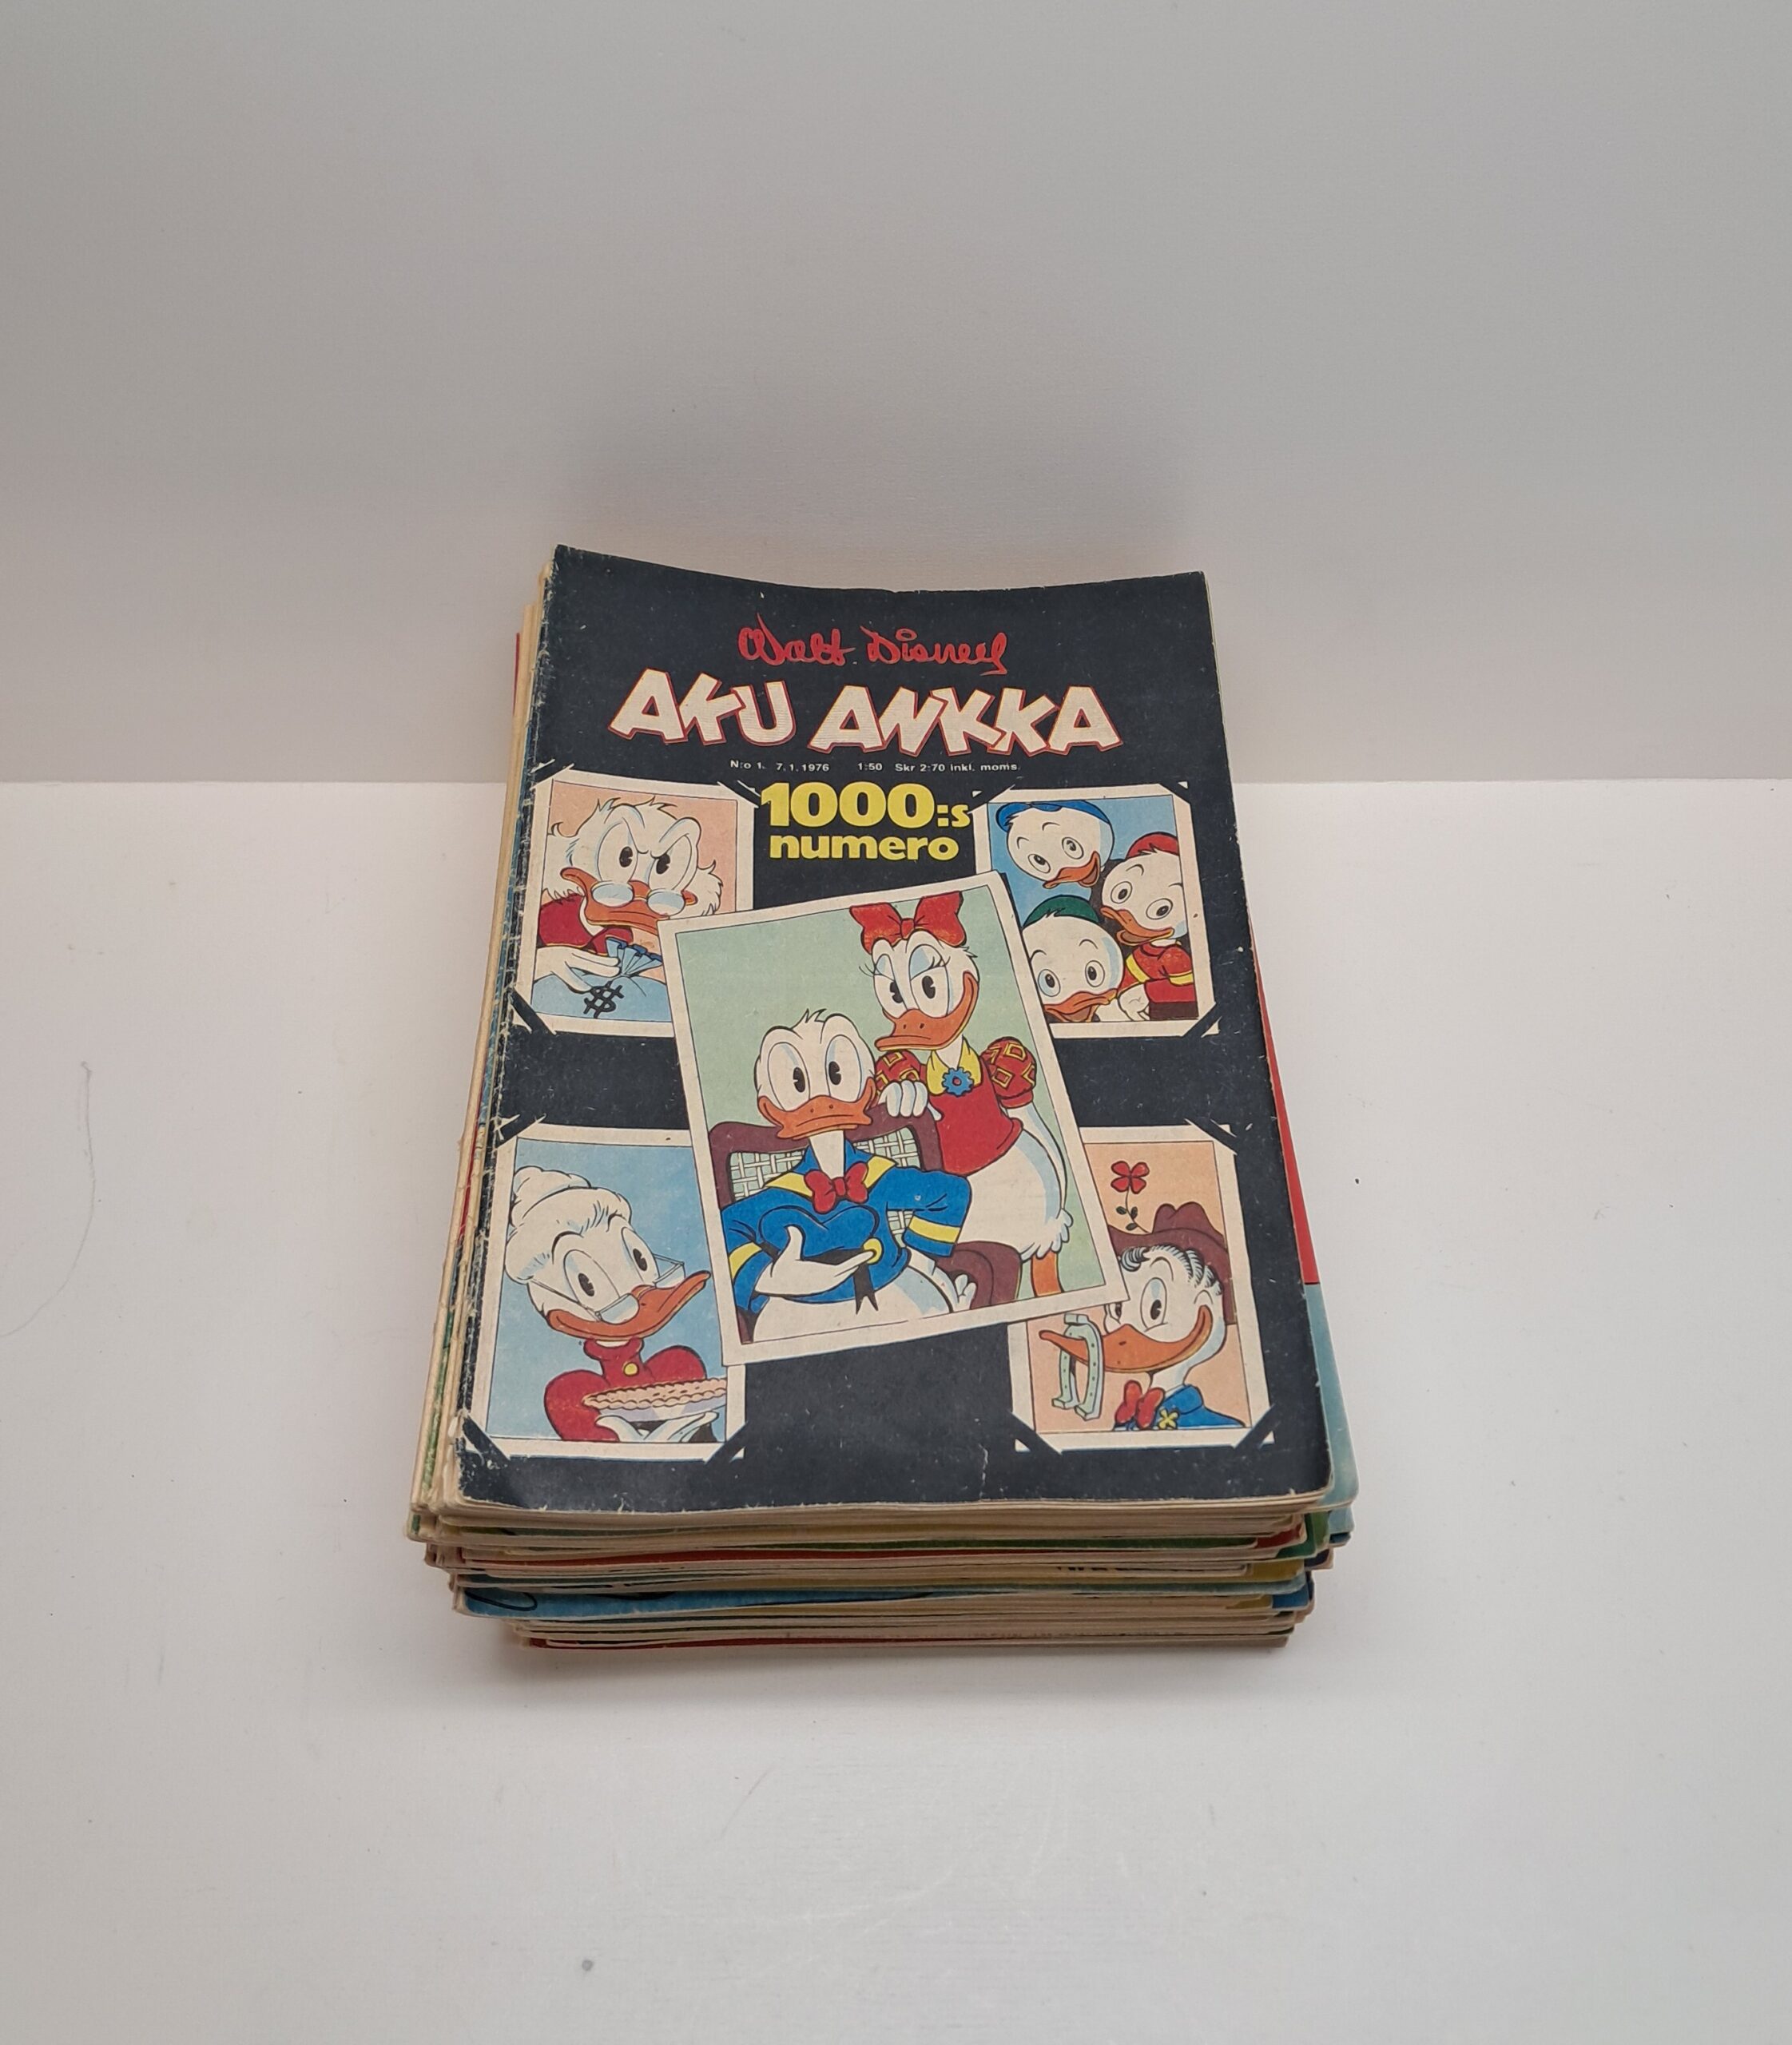 Walt Disney
AKU ANKKA
N:o 1. 7.1.1976 1:50 Skr 2:70 inkl. moms.
1000:s
numero
$